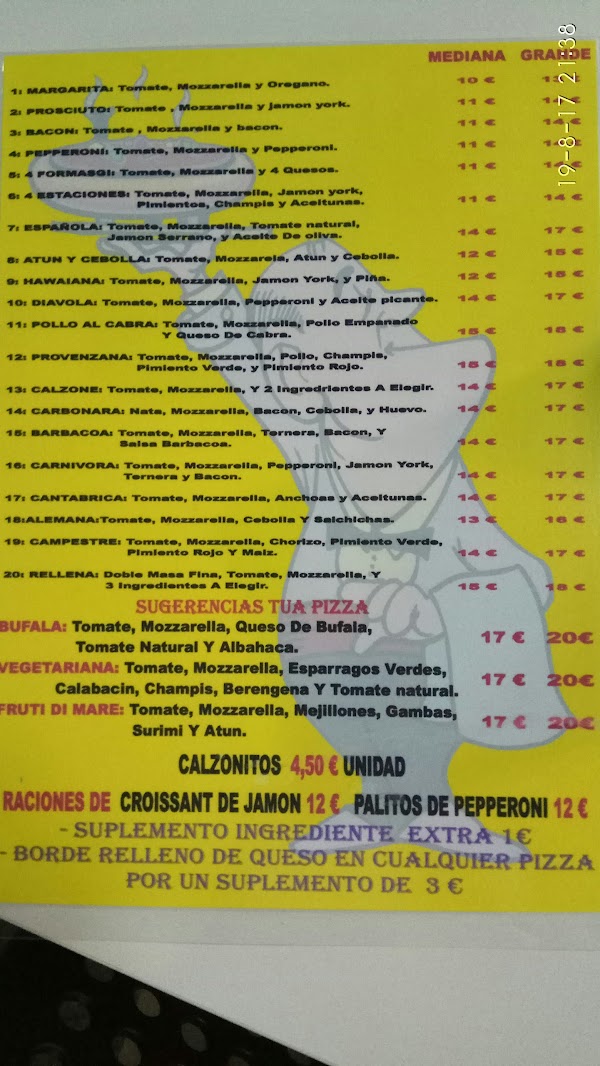 MEDIANA GRANDE
1: MARGARITA: Tomate, Mozzarella y Oregano. 10 € 13 €
2: PROSCIUTO: Tomate , Mozzarella y jamon york. 11 € 14 €
3: BACON: Tomate , Mozzarella y bacon. 11 € 14 €
4: PEPPERONI: Tomate, Mozzarella y Pepperoni. 11 € 14 €
5: 4 FORMASGI: Tomate, Mozzarella y 4 Quesos. 11 € 14 €
6: 4 ESTACIONES: Tomate, Mozzarella, Jamon york,
Pimientos, Champis y Aceitunas. 11 € 14 €
7: ESPAÑOLA: Tomate, Mozzarella, Tomate natural,
Jamon Serrano, y Aceite De oliva. 14 € 17 €
8: ATUN Y CEBOLLA: Tomate, Mozzarela, Atun y Cebolla. 12 € 15 €
9: HAWAIANA: Tomate, Mozzarella, Jamon York, y Piña. 12 € 15 €
10: DIAVOLA: Tomate, Mozzarella, Pepperoni y Aceite picante. 14 € 17 €
11: POLLO AL CABRA: Tomate, Mozzarella, Pollo Empanado
Y Queso De Cabra. 15 € 18 €
12: PROVENZANA: Tomate, Mozzarella, Pollo, Champis,
Pimiento Verde, y Pimiento Rojo. 15 € 18 €
13: CALZONE: Tomate, Mozzarella, Y 2 Ingredrientes A Elegir. 14 € 17 €
14: CARBONARA: Nata, Mozzarella, Bacon, Cebolla, y Huevo. 14 € 17 €
15: BARBACOA: Tomate, Mozzarella, Ternera, Bacon, Y
Salsa Barbacoa. 14 € 17 €
16: CARNIVORA: Tomate, Mozzarella, Pepperoni, Jamon York,
Ternera y Bacon. 14 € 17 €
17: CANTABRICA: Tomate, Mozzarella, Anchoas y Aceitunas. 14 € 17 €
18:ALEMANA:Tomate, Mozzarella, Cebolla Y Salchichas. 13 € 16 €
19: CAMPESTRE: Tomate, Mozzarella, Chorizo, Pimiento Verde,
Pimiento Rojo Y Maiz. 14 € 17 €
20: RELLENA: Doble Masa Fina, Tomate, Mozzarella, Y
3 Ingredientes A Elegir. 15 € 18 €
SUGERENCIAS TUA PIZZA
BUFALA: Tomate, Mozzarella, Queso De Bufala,
Tomate Natural Y Albahaca. 17 € 20€
VEGETARIANA: Tomate, Mozzarella, Esparragos Verdes,
Calabacin, Champis, Berengena Y Tomate natural. 17 € 20€
FRUTI DI MARE: Tomate, Mozzarella, Mejillones, Gambas,
Surimi Y Atun. 17 € 20€
CALZONITOS 4,50 € UNIDAD
RACIONES DE CROISSANT DE JAMON 12 € PALITOS DE PEPPERONI 12 €
- SUPLEMENTO INGREDIENTE EXTRA 1€
- BORDE RELLENO DE QUESO EN CUALQUIER PIZZA
POR UN SUPLEMENTO DE 3 €
19-8-17 21:38